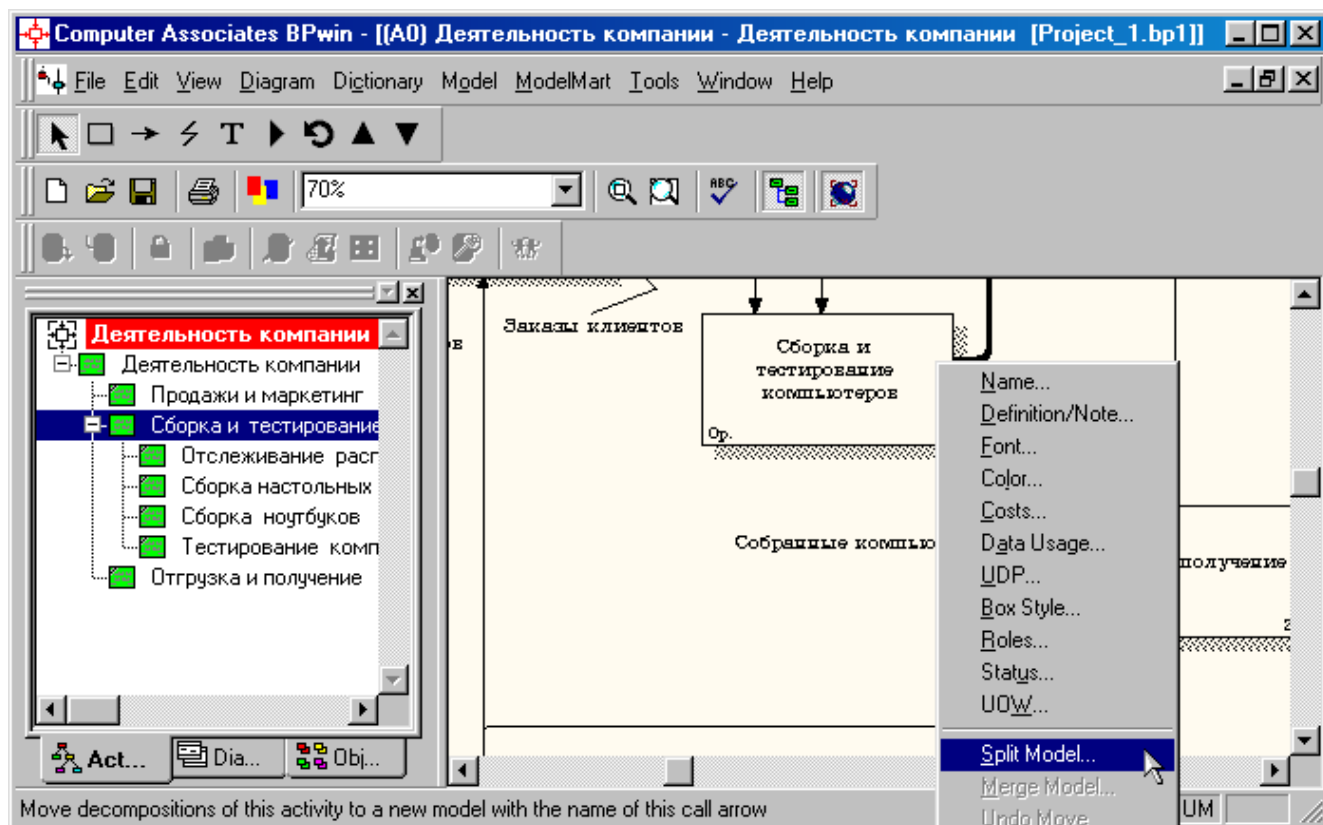 Computer Associates BPwin - [(A0) Деятельность компании - Деятельность компании [Project_1.bp1]]
File Edit View Diagram Dictionary Model ModelMart Tools Window Help
T
70%
ABC
Деятельность компании
Деятельность компании
Продажи и маркетинг
Сборка и тестирование
Отслеживание расп
Сборка настольных
Сборка ноутбуков
Тестирование комп
Отгрузка и получение
Act... Dia... Obj...
ов
Заказы клиентов
Сборка и
тестирование
компьютеров
0р.
Собранные компью
получение
2
Name...
Definition/Note...
Font...
Color...
Costs...
Data Usage...
UDP...
Box Style...
Roles...
Status...
UOW...
Split Model...
Merge Model...
Undo Move
Move decompositions of this activity to a new model with the name of this call arrow
UM